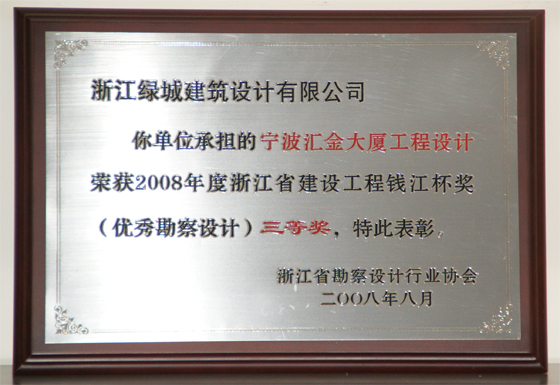 浙江绿城建筑设计有限公司
你单位承担的宁波汇金大厦工程设计
荣获2008年度浙江省建设工程钱江杯奖
（优秀勘察设计）三等奖，特此表彰。
浙江省勘察设计行业协会
二〇〇八年八月